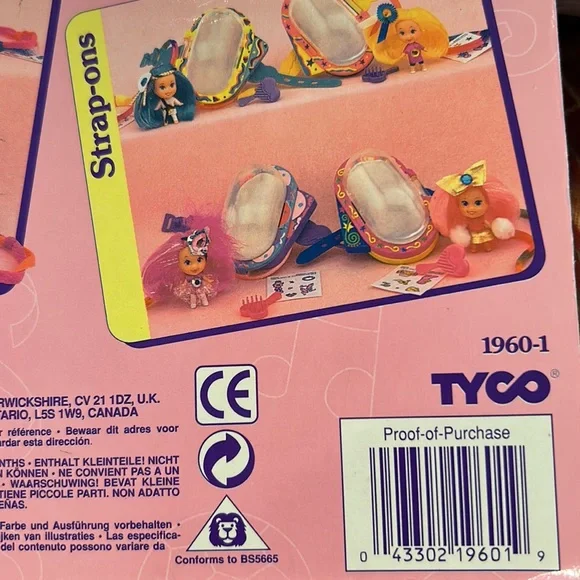 Strap-ons
1960-1
TYCO®
RWICKSHIRE, CV 21 1DZ, U.K.
TARIO, L5S 1W9, CANADA
r référence • Bewaar dit adres voor
ardar esta dirección.
NTHS • ENTHALT KLEINTEILE! NICHT
N KÖNNEN • NE CONVIENT PAS A UN
• WAARSCHUWING! BEVAT KLEINE
TIENE PICCOLE PARTI. NON ADATTO
EÑAS.
Farbe und Ausführung vorbehalten •
ijken van illustraties • Las especifica-
del contenuto possono variare da
CE
Conforms to BS5665
Proof-of-Purchase
0 43302 19601 9